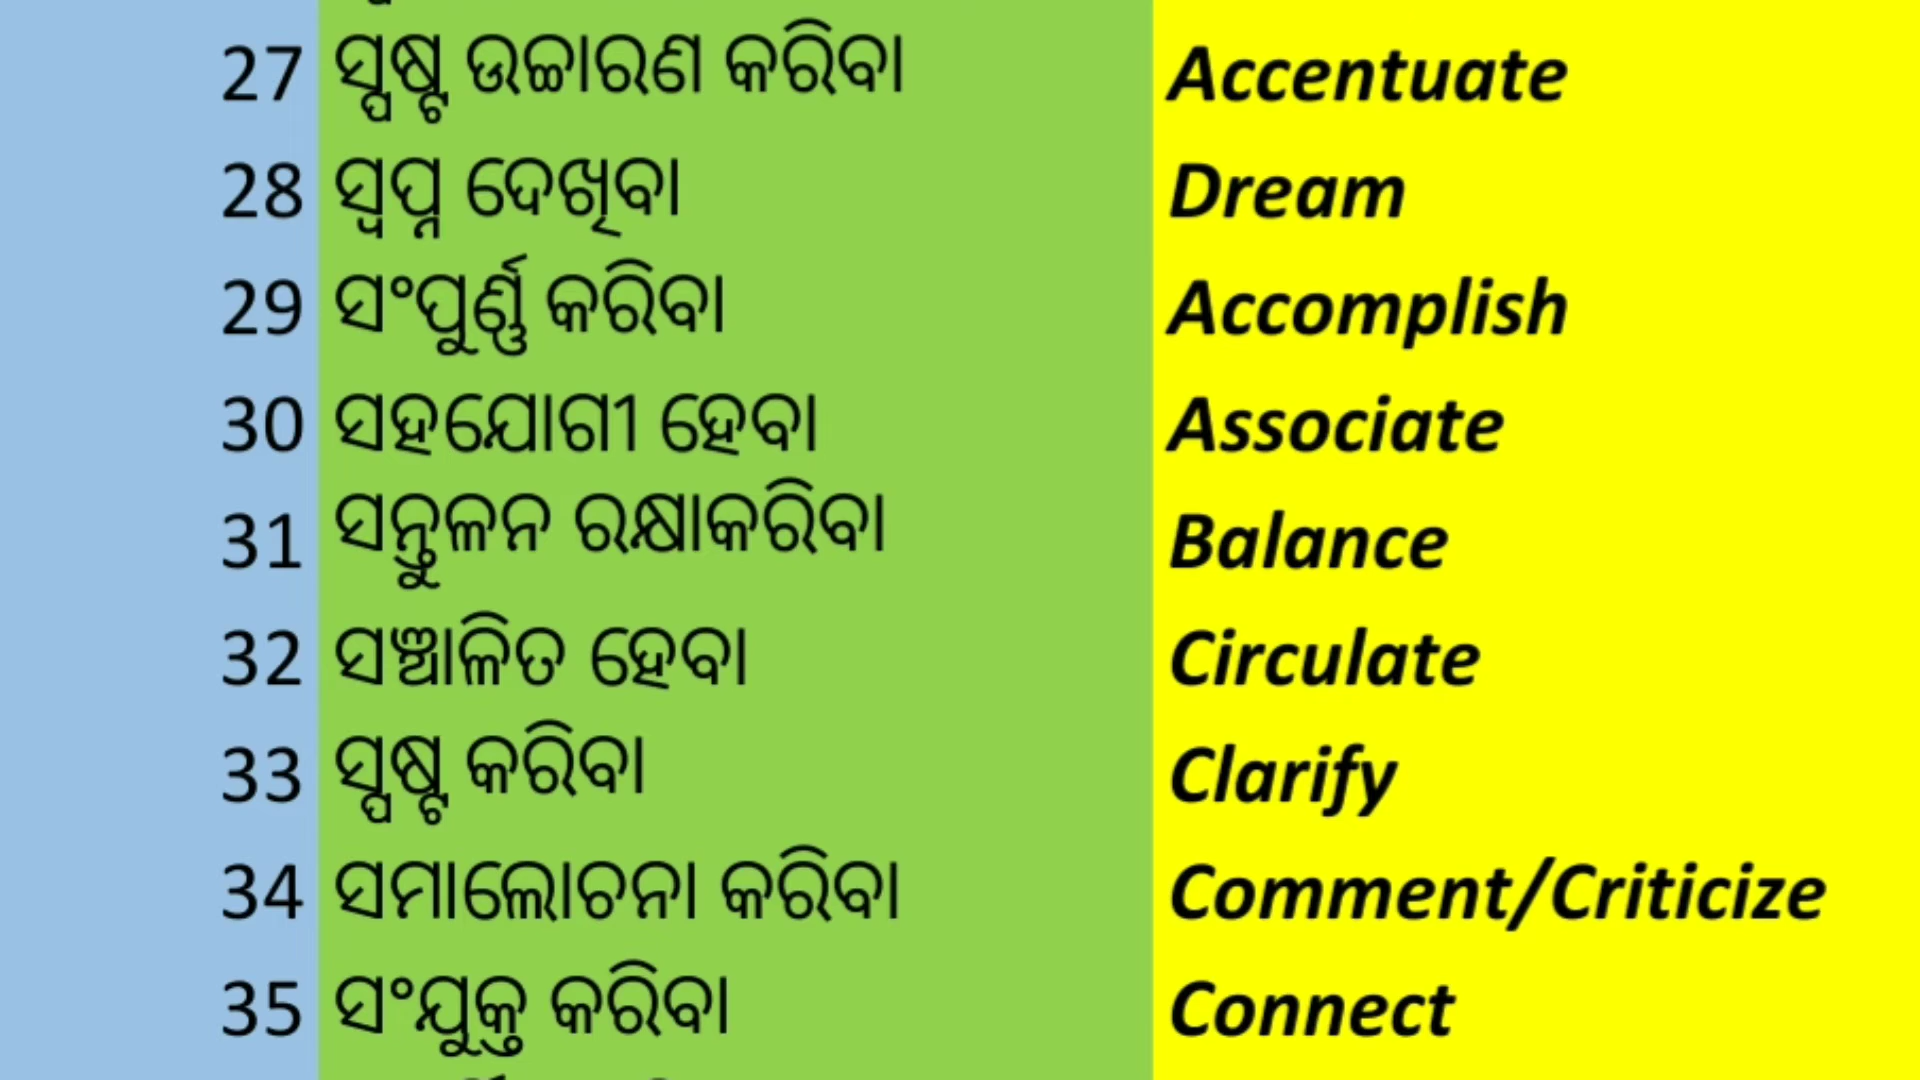 27 ସ୍ପଷ୍ଟ ଉଚ୍ଚାରଣ କରିବା Accentuate
28 ସ୍ୱପ୍ନ ଦେଖିବା Dream
29 ସଂପୁର୍ଣ୍ଣ କରିବା Accomplish
30 ସହଯୋଗୀ ହେବା Associate
31 ସନ୍ତୁଳନ ରକ୍ଷାକରିବା Balance
32 ସଞ୍ଚାଳିତ ହେବା Circulate
33 ସ୍ପଷ୍ଟ କରିବା Clarify
34 ସମାଲୋଚନା କରିବା Comment/Criticize
35 ସଂଯୁକ୍ତ କରିବା Connect